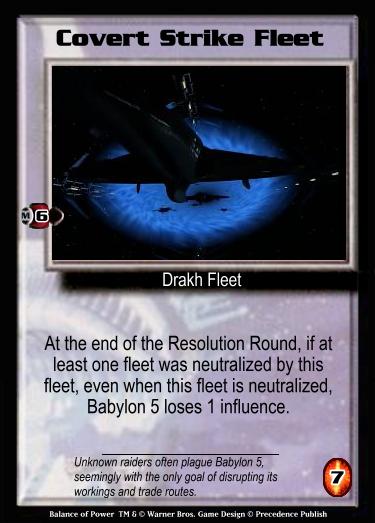 Covert Strike Fleet
M 6
Drakh Fleet
At the end of the Resolution Round, if at
least one fleet was neutralized by this
fleet, even when this fleet is neutralized,
Babylon 5 loses 1 influence.
Unknown raiders often plague Babylon 5,
seemingly with the only goal of disrupting its
workings and trade routes.
7
Balance of Power TM & © Warner Bros. Game Design © Precedence Publish